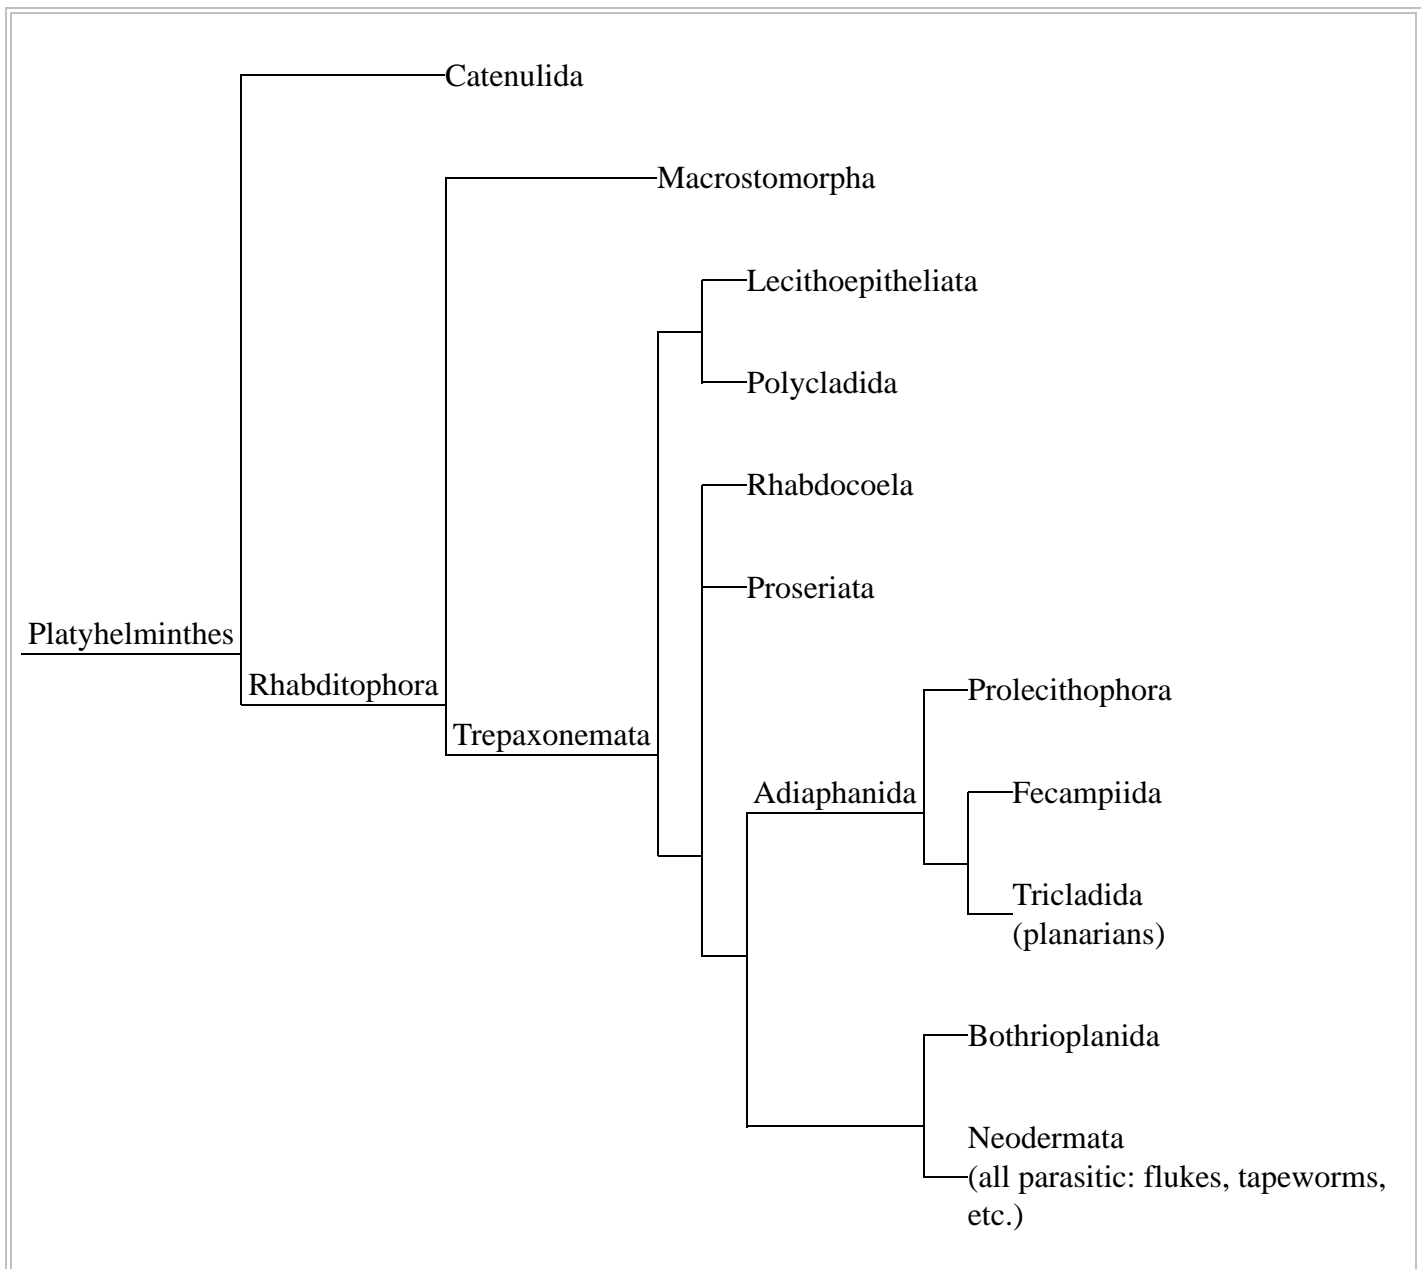 Catenulida
Macrostomorpha
Lecithoepitheliata
Polycladida
Rhabdocoela
Proseriata
Platyhelminthes
Rhabditophora
Prolecithophora
Trepaxonemata
Adiaphanida
Fecampiida
Tricladida
(planarians)
Bothrioplanida
Neodermata
(all parasitic: flukes, tapeworms,
etc.)